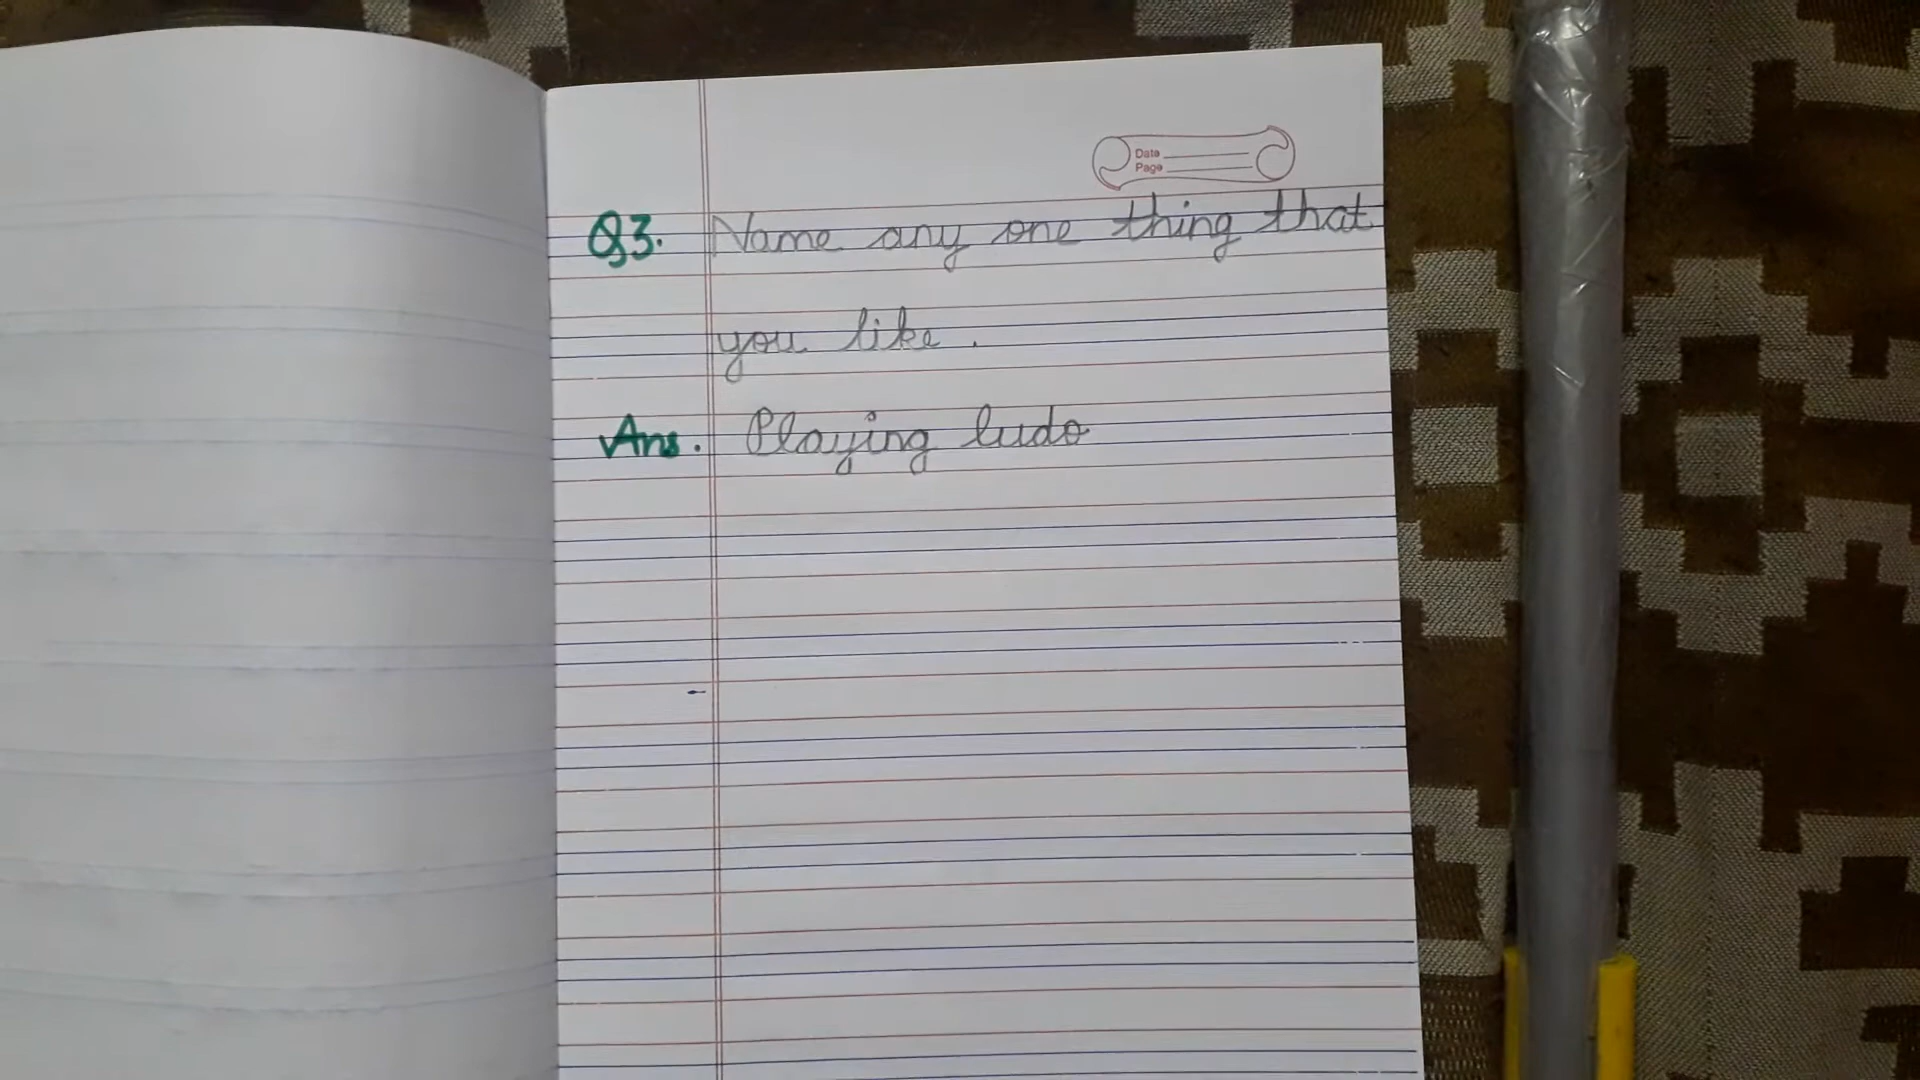 Date
Page
Q3. Name any one thing that
you like.
Ans. Playing ludo